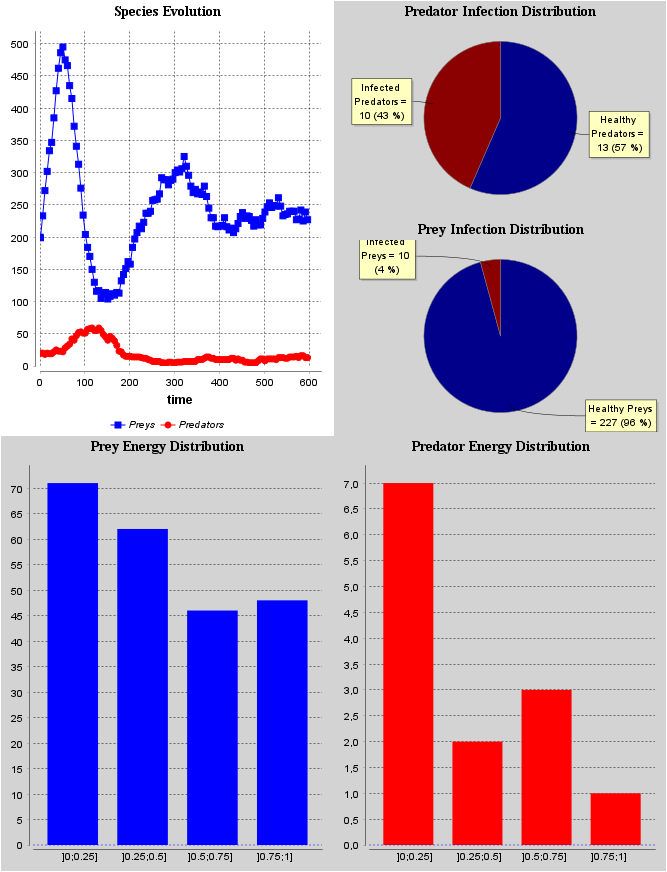 Species Evolution
500
450
400
350
300
250
200
150
100
50
0
0 100 200 300 400 500 600
time
Preys Predators
Predator Infection Distribution
Infected
Predators =
10 (43 %)
Healthy
Predators =
13 (57 %)
Prey Infection Distribution
Infected
Preys = 10
(4 %)
Healthy Preys
= 227 (96 %)
Prey Energy Distribution
70
65
60
55
50
45
40
35
30
25
20
15
10
5
0
]0;0.25] ]0.25;0.5] ]0.5;0.75] ]0.75;1]
Predator Energy Distribution
7,0
6,5
6,0
5,5
5,0
4,5
4,0
3,5
3,0
2,5
2,0
1,5
1,0
0,5
0,0
]0;0.25] ]0.25;0.5] ]0.5;0.75] ]0.75;1]